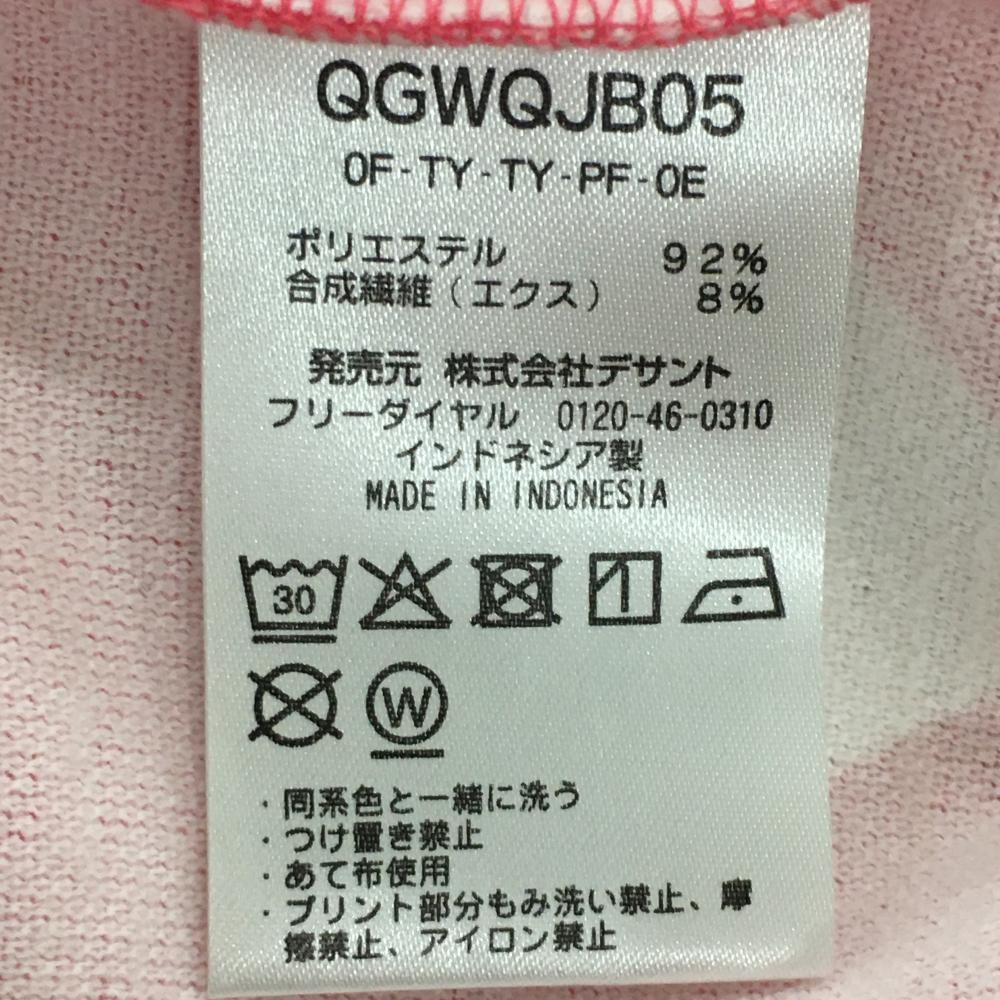 QGWQJB05
OF-TY-TY-PF-OE
ポリエステル 92%
合成繊維(エクス) 8%
発売元 株式会社デサント
フリーダイヤル 0120-46-0310
インドネシア製
MADE IN INDONESIA
30
W
・同系色と一緒に洗う
・つけ置き禁止
・あて布使用
・プリント部分もみ洗い禁止、摩
擦禁止、アイロン禁止